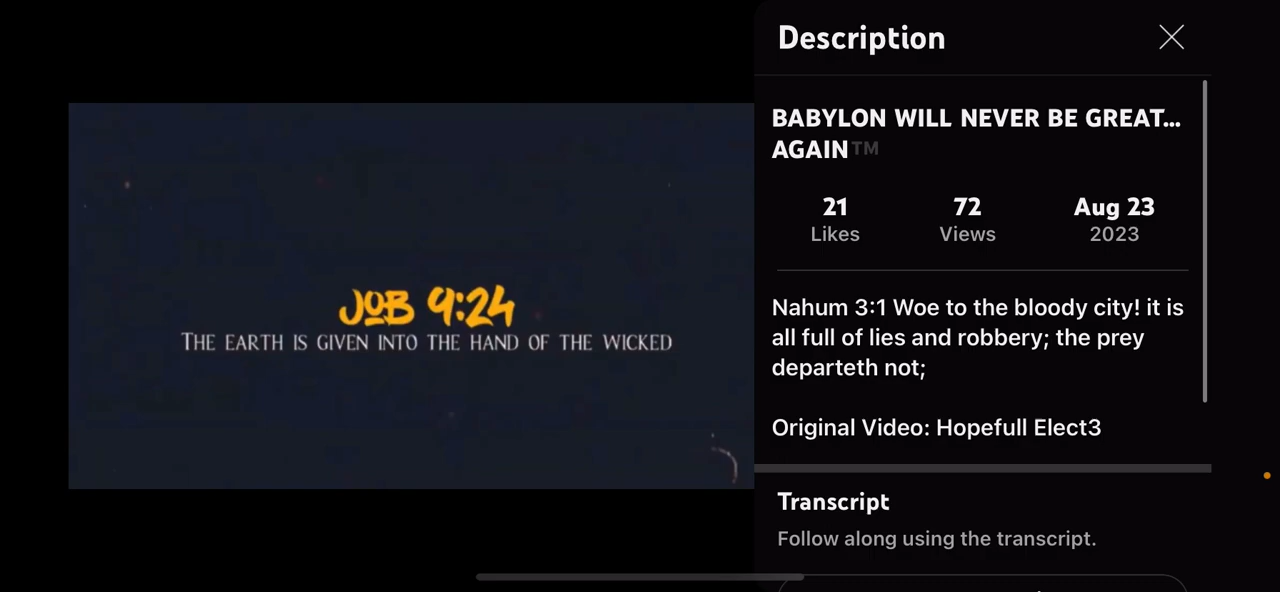 JOB 9:24
THE EARTH IS GIVEN INTO THE HAND OF THE WICKED
Description
BABYLON WILL NEVER BE GREAT...
AGAIN™
21
Likes
72
Views
Aug 23
2023
Nahum 3:1 Woe to the bloody city! it is
all full of lies and robbery; the prey
departeth not;
Original Video: Hopefull Elect3
Transcript
Follow along using the transcript.